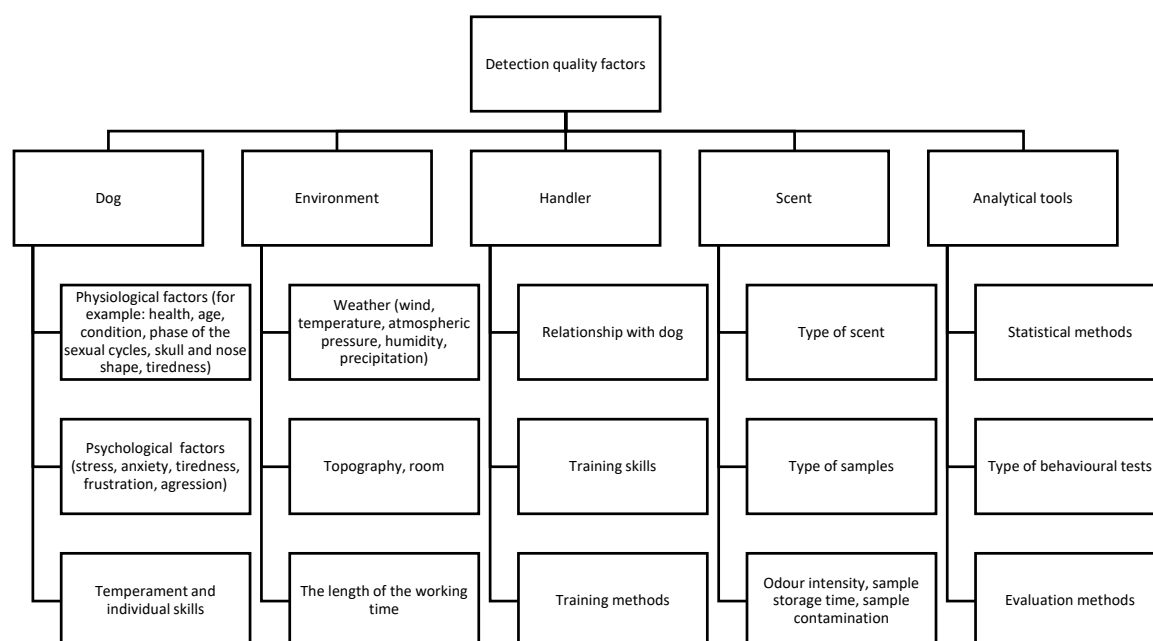 Detection quality factors
Dog
Environment
Handler
Scent
Analytical tools
Physiological factors (for
example: health, age,
condition, phase of the
sexual cycles, skull and nose
shape, tiredness)
Weather (wind,
temperature, atmospheric
pressure, humidity,
precipitation)
Relationship with dog
Type of scent
Statistical methods
Psychological factors
(stress, anxiety, tiredness,
frustration, agression)
Topography, room
Training skills
Type of samples
Type of behavioural tests
Temperament and
individual skills
The length of the working
time
Training methods
Odour intensity, sample
storage time, sample
contamination
Evaluation methods